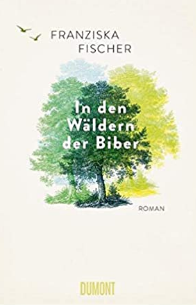 FRANZISKA
FISCHER
In den
Wäldern
der Biber
ROMAN
DUMONT